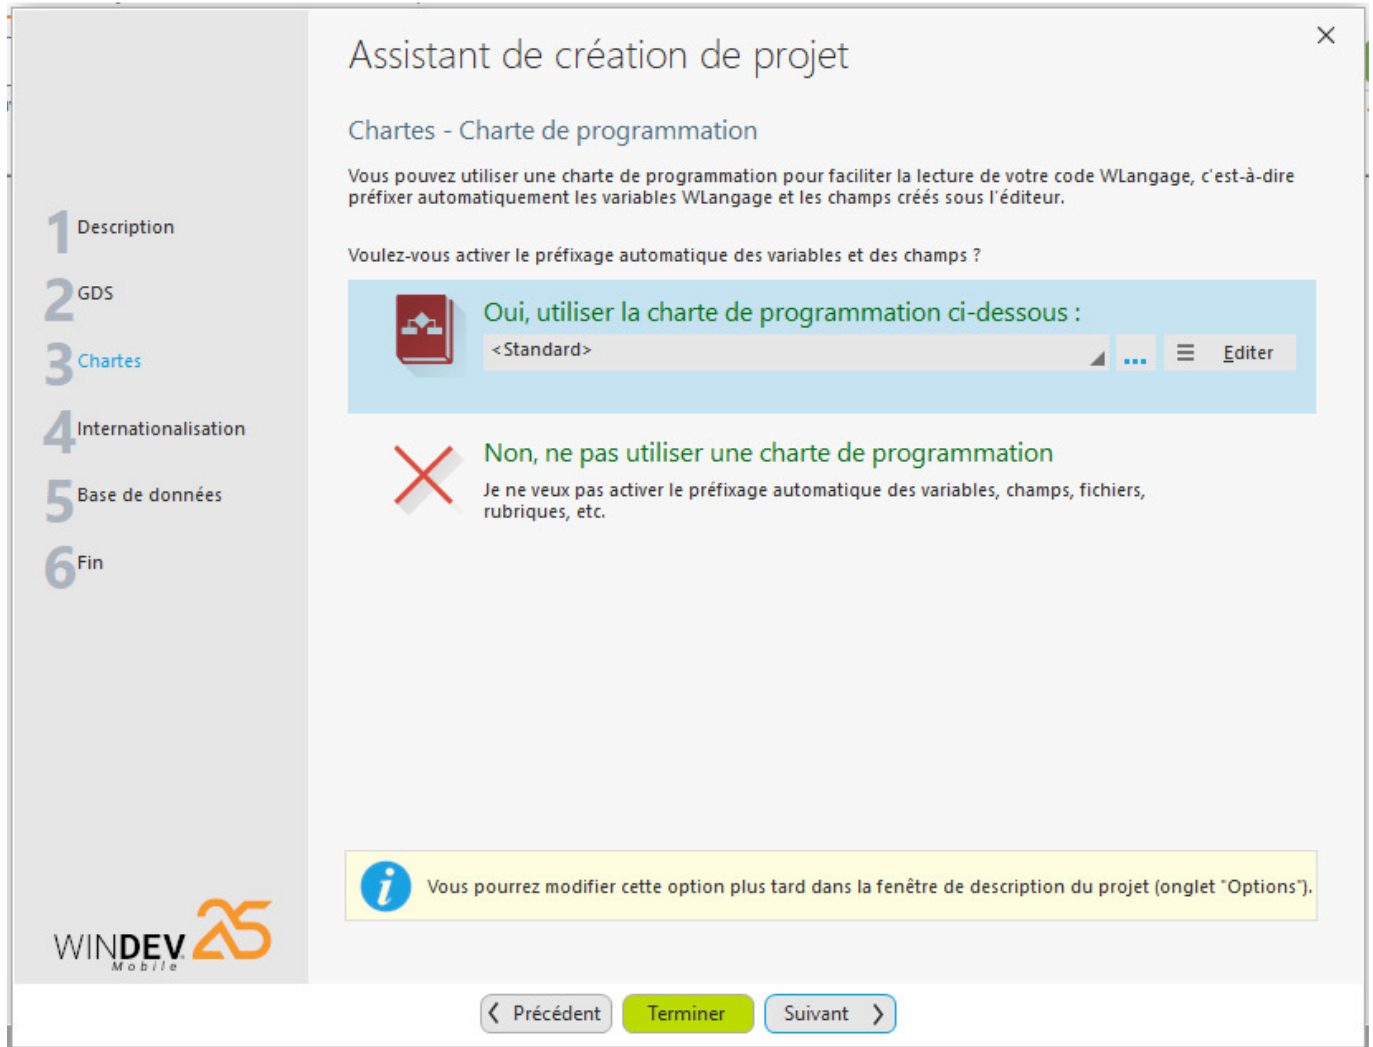 Assistant de création de projet
Chartes - Charte de programmation
Vous pouvez utiliser une charte de programmation pour faciliter la lecture de votre code WLangage, c'est-à-dire
préfixer automatiquement les variables WLangage et les champs créés sous l'éditeur.
1 Description
Voulez-vous activer le préfixage automatique des variables et des champs ?
2 GDS
Oui, utiliser la charte de programmation ci-dessous :
<Standard>
... Editer
3 Chartes
4 Internationalisation
Non, ne pas utiliser une charte de programmation
Je ne veux pas activer le préfixage automatique des variables, champs, fichiers,
rubriques, etc.
5 Base de données
6 Fin
Vous pourrez modifier cette option plus tard dans la fenêtre de description du projet (onglet "Options").
WINDEV. 25
Mobile
Précédent
Terminer
Suivant